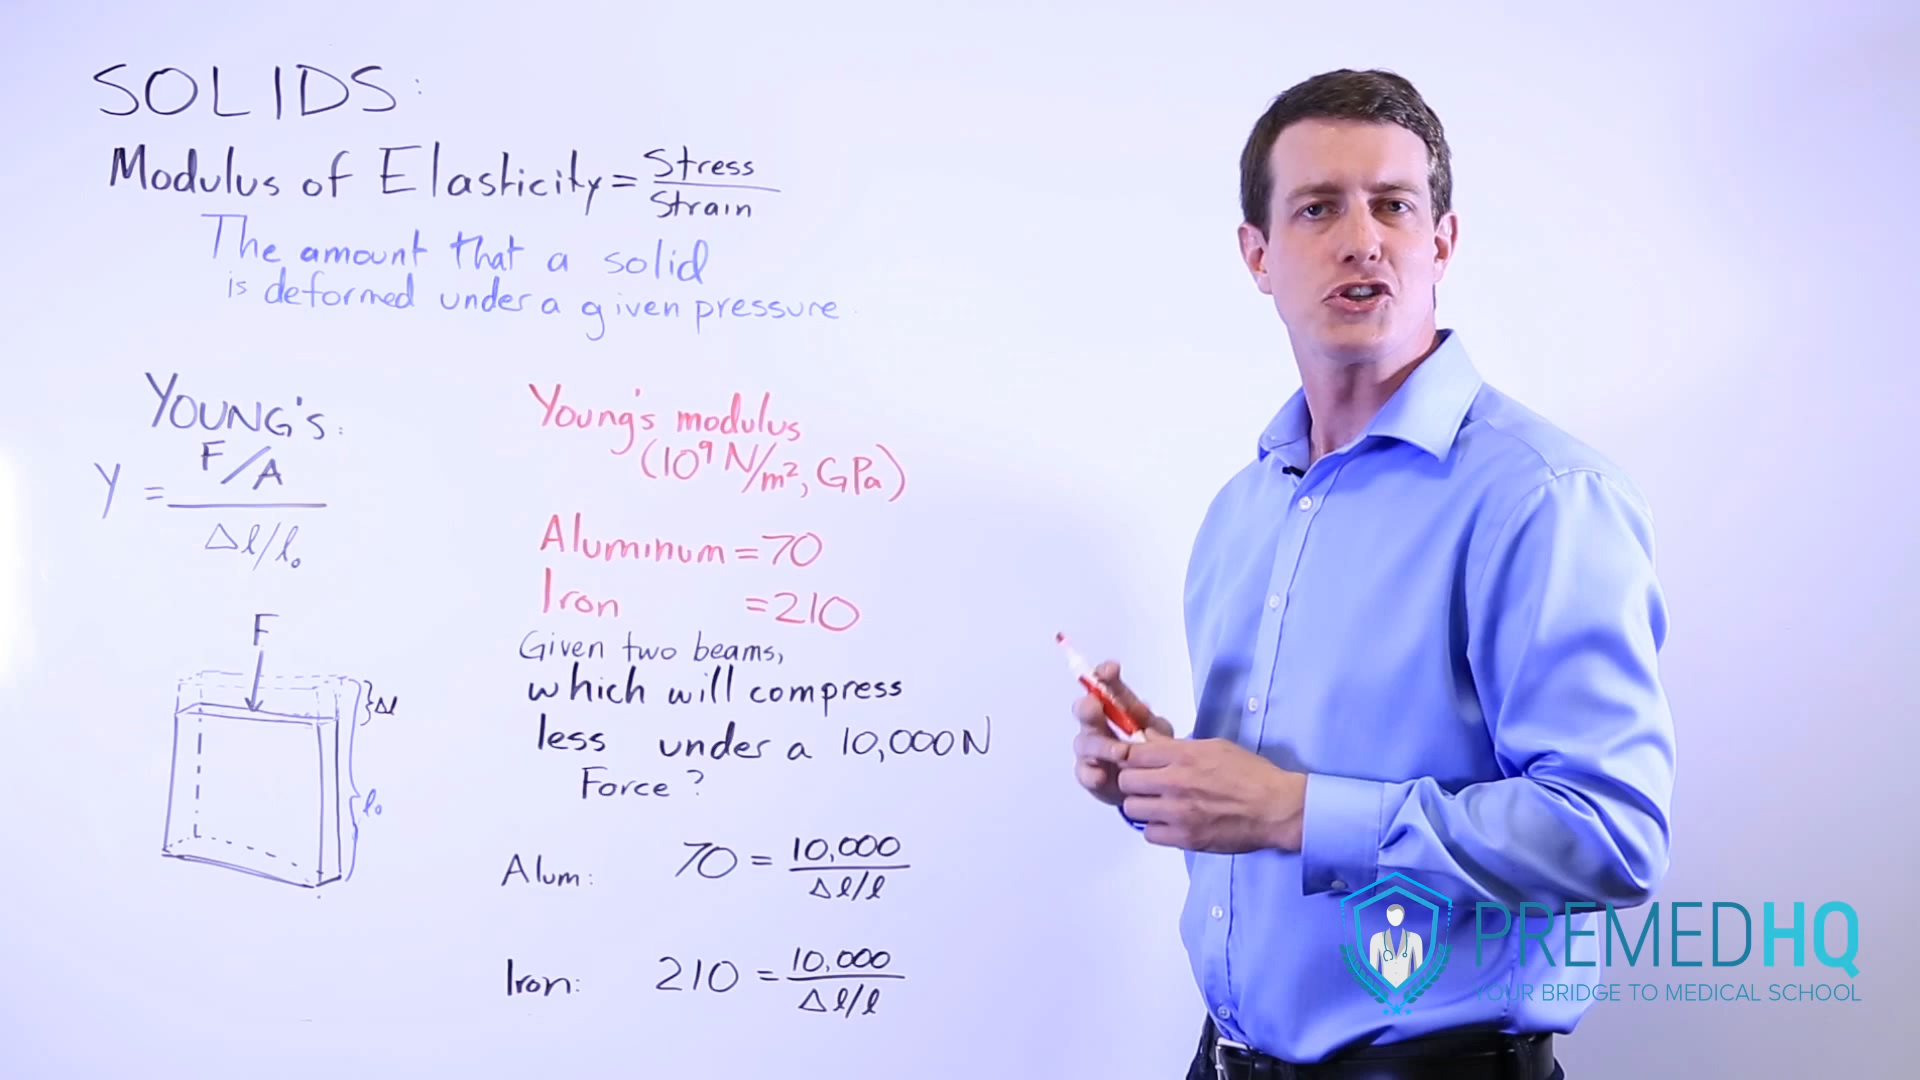 SOLIDS:
Modulus of Elasticity = Stress / Strain
The amount that a solid
is deformed under a given pressure.
YOUNG's:
Y = F/A / Δl/l₀
F
}Δl
l₀
Young's modulus
(10⁹ N/m², GPa)
Aluminum = 70
Iron = 210
Given two beams,
which will compress
less under a 10,000N
Force?
Alum: 70 = 10,000 / Δl/l
Iron: 210 = 10,000 / Δl/l
PREMEDHQ
YOUR BRIDGE TO MEDICAL SCHOOL